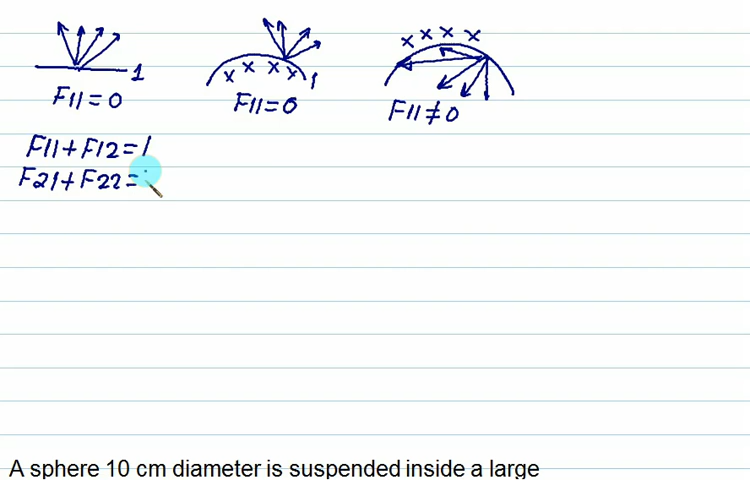 1
F11=0
x x x x 1
F11=0
x x x x
F11≠0
F11+F12=1
F21+F22=
A sphere 10 cm diameter is suspended inside a large